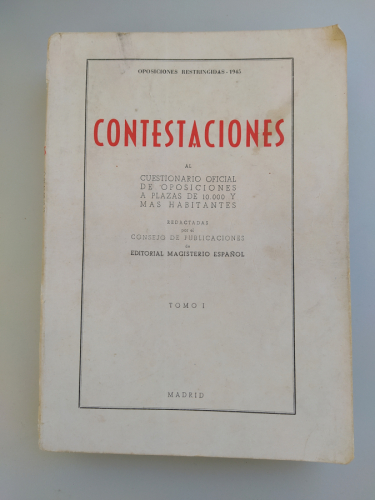 OPOSICIONES RESTRINGIDAS - 1945
CONTESTACIONES
AL
CUESTIONARIO OFICIAL
DE OPOSICIONES
A PLAZAS DE 10.000 Y
MAS HABITANTES
REDACTADAS
POR EL
CONSEJO DE PUBLICACIONES
DE
EDITORIAL MAGISTERIO ESPAÑOL
TOMO I
MADRID